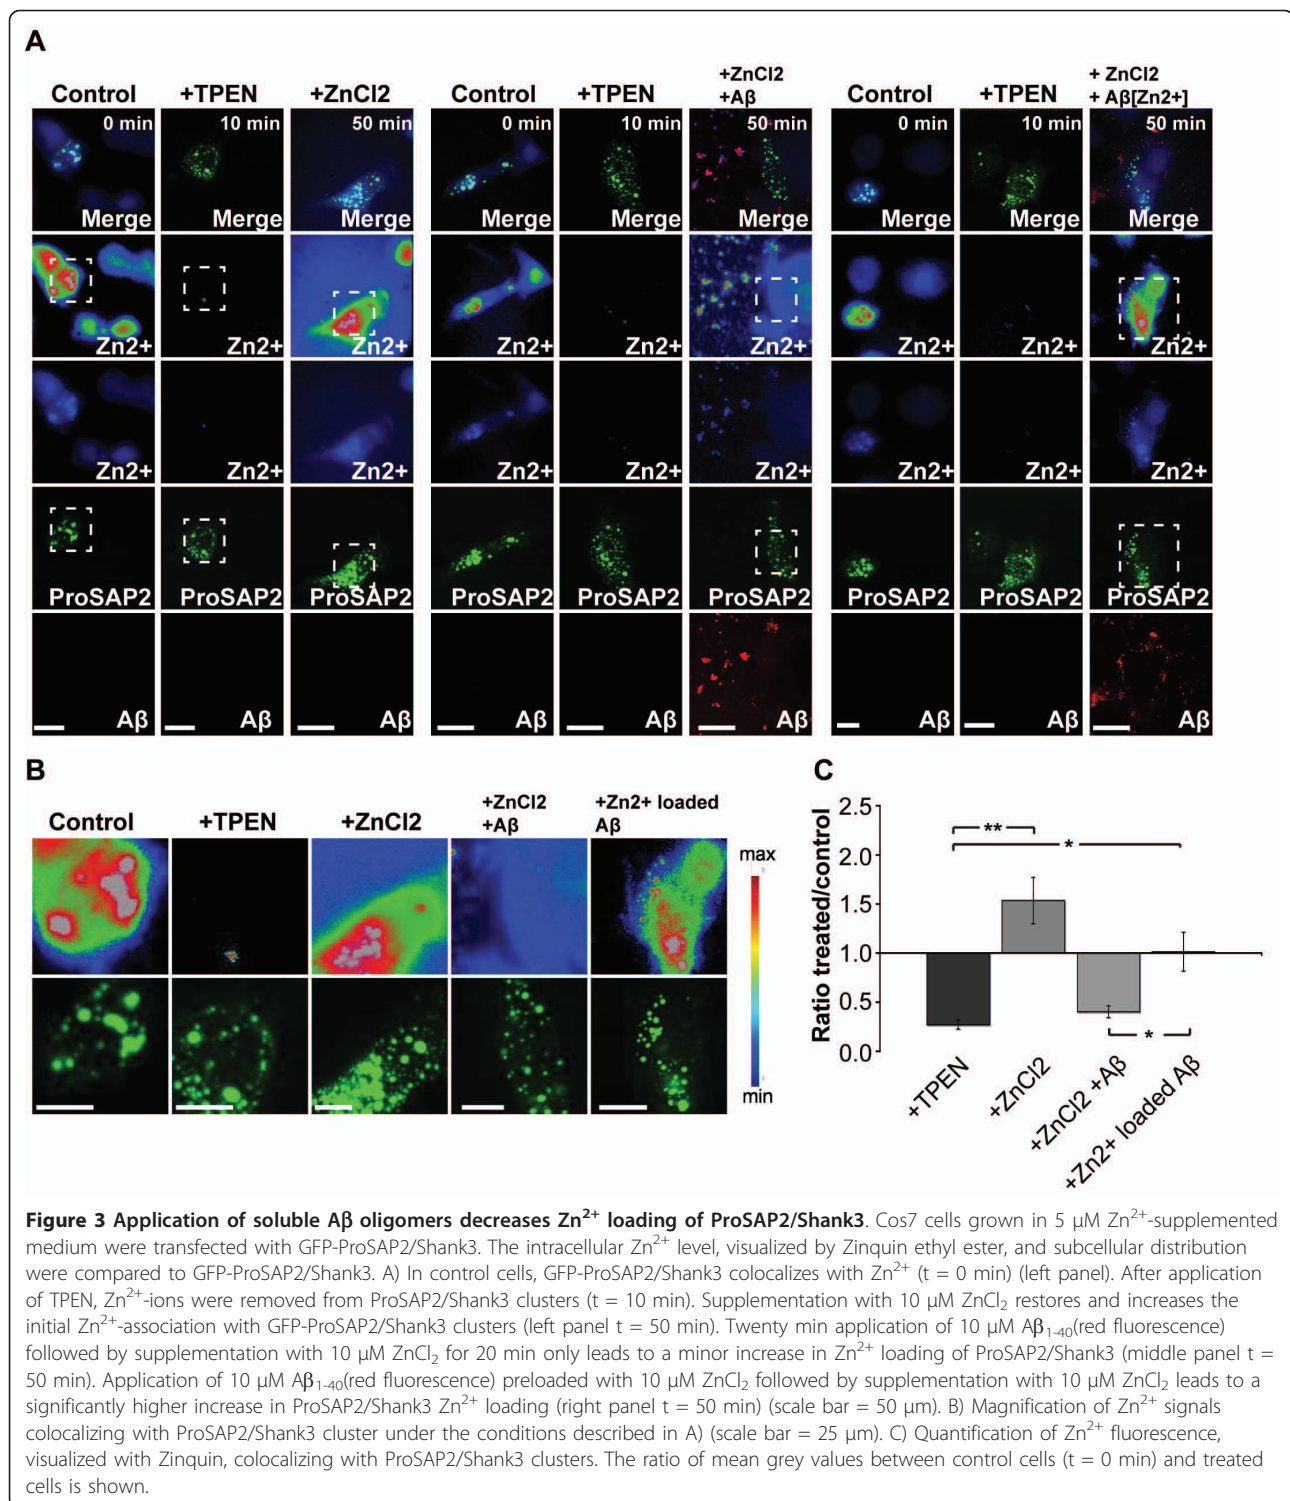 A
Control +TPEN +ZnCl2 Control +TPEN +ZnCl2 +Aβ Control +TPEN + ZnCl2 + Aβ[Zn2+]
0 min 10 min 50 min 0 min 10 min 50 min 0 min 10 min 50 min
Merge Merge Merge Merge Merge Merge Merge Merge Merge
Zn2+ Zn2+ Zn2+ Zn2+ Zn2+ Zn2+ Zn2+ Zn2+ Zn2+
Zn2+ Zn2+ Zn2+ Zn2+ Zn2+ Zn2+ Zn2+ Zn2+ Zn2+
ProSAP2 ProSAP2 ProSAP2 ProSAP2 ProSAP2 ProSAP2 ProSAP2 ProSAP2 ProSAP2
Aβ Aβ Aβ Aβ Aβ Aβ Aβ Aβ Aβ
B
Control +TPEN +ZnCl2 +ZnCl2 +Aβ +Zn2+ loaded Aβ
max
min
C
Ratio treated/control
2.5
2.0
1.5
1.0
0.5
0.0
**
*
*
+TPEN
+ZnCl2
+ZnCl2 +Aβ
+Zn2+ loaded Aβ
Figure 3 Application of soluble Aβ oligomers decreases Zn²⁺ loading of ProSAP2/Shank3. Cos7 cells grown in 5 μM Zn²⁺-supplemented
medium were transfected with GFP-ProSAP2/Shank3. The intracellular Zn²⁺ level, visualized by Zinquin ethyl ester, and subcellular distribution
were compared to GFP-ProSAP2/Shank3. A) In control cells, GFP-ProSAP2/Shank3 colocalizes with Zn²⁺ (t = 0 min) (left panel). After application
of TPEN, Zn²⁺-ions were removed from ProSAP2/Shank3 clusters (t = 10 min). Supplementation with 10 μM ZnCl₂ restores and increases the
initial Zn²⁺-association with GFP-ProSAP2/Shank3 clusters (left panel t = 50 min). Twenty min application of 10 μM Aβ₁₋₄₀(red fluorescence)
followed by supplementation with 10 μM ZnCl₂ for 20 min only leads to a minor increase in Zn²⁺ loading of ProSAP2/Shank3 (middle panel t =
50 min). Application of 10 μM Aβ₁₋₄₀(red fluorescence) preloaded with 10 μM ZnCl₂ followed by supplementation with 10 μM ZnCl₂ leads to a
significantly higher increase in ProSAP2/Shank3 Zn²⁺ loading (right panel t = 50 min) (scale bar = 50 μm). B) Magnification of Zn²⁺ signals
colocalizing with ProSAP2/Shank3 cluster under the conditions described in A) (scale bar = 25 μm). C) Quantification of Zn²⁺ fluorescence,
visualized with Zinquin, colocalizing with ProSAP2/Shank3 clusters. The ratio of mean grey values between control cells (t = 0 min) and treated
cells is shown.